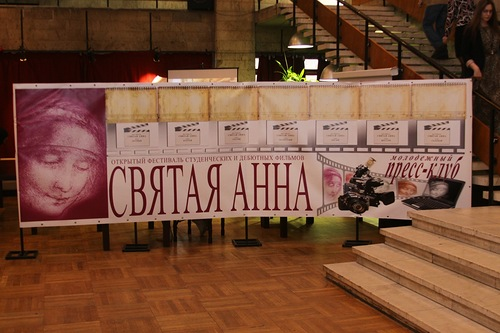 ОТКРЫТЫЙ ФЕСТИВАЛЬ СТУДЕНЧЕСКИХ И ДЕБЮТНЫХ ФИЛЬМОВ
СВЯТАЯ АННА
МОЛОДЕЖНЫЙ
ПРЕСС-КЛУБ